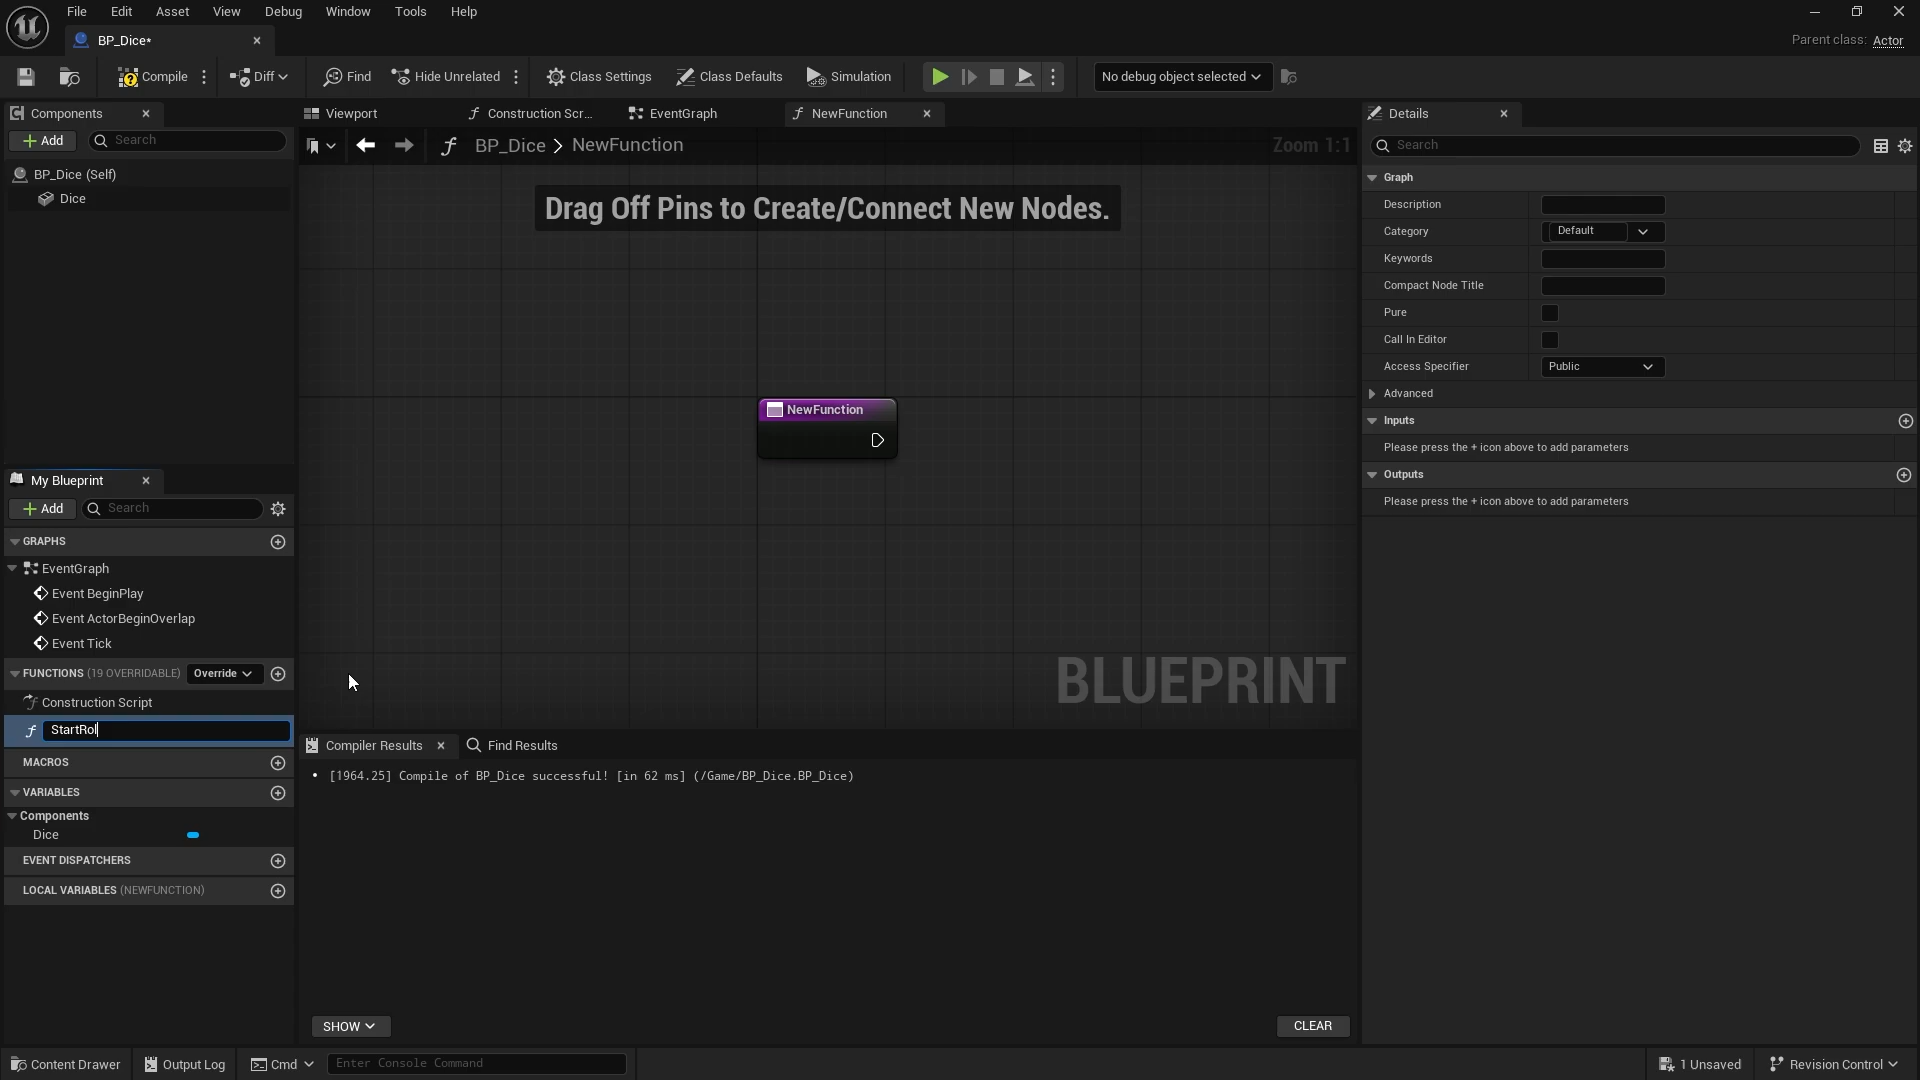 File Edit Asset View Debug Window Tools Help
BP_Dice*
Parent class: Actor
Compile Diff Find Hide Unrelated Class Settings Class Defaults Simulation No debug object selected
Components
Viewport Construction Scr... EventGraph NewFunction
Details
Add Search
BP_Dice > NewFunction
Zoom 1:1
Search
BP_Dice (Self)
Dice
Drag Off Pins to Create/Connect New Nodes.
NewFunction
BLUEPRINT
Graph
Description
Category Default
Keywords
Compact Node Title
Pure
Call In Editor
Access Specifier Public
Advanced
Inputs
Please press the + icon above to add parameters
Outputs
Please press the + icon above to add parameters
My Blueprint
Add Search
GRAPHS
EventGraph
Event BeginPlay
Event ActorBeginOverlap
Event Tick
FUNCTIONS (19 OVERRIDABLE) Override
Construction Script
StartRol
MACROS
VARIABLES
Components
Dice
EVENT DISPATCHERS
LOCAL VARIABLES (NEWFUNCTION)
Compiler Results Find Results
• [1964.25] Compile of BP_Dice successful! [in 62 ms] (/Game/BP_Dice.BP_Dice)
SHOW CLEAR
Content Drawer Output Log Cmd Enter Console Command 1 Unsaved Revision Control